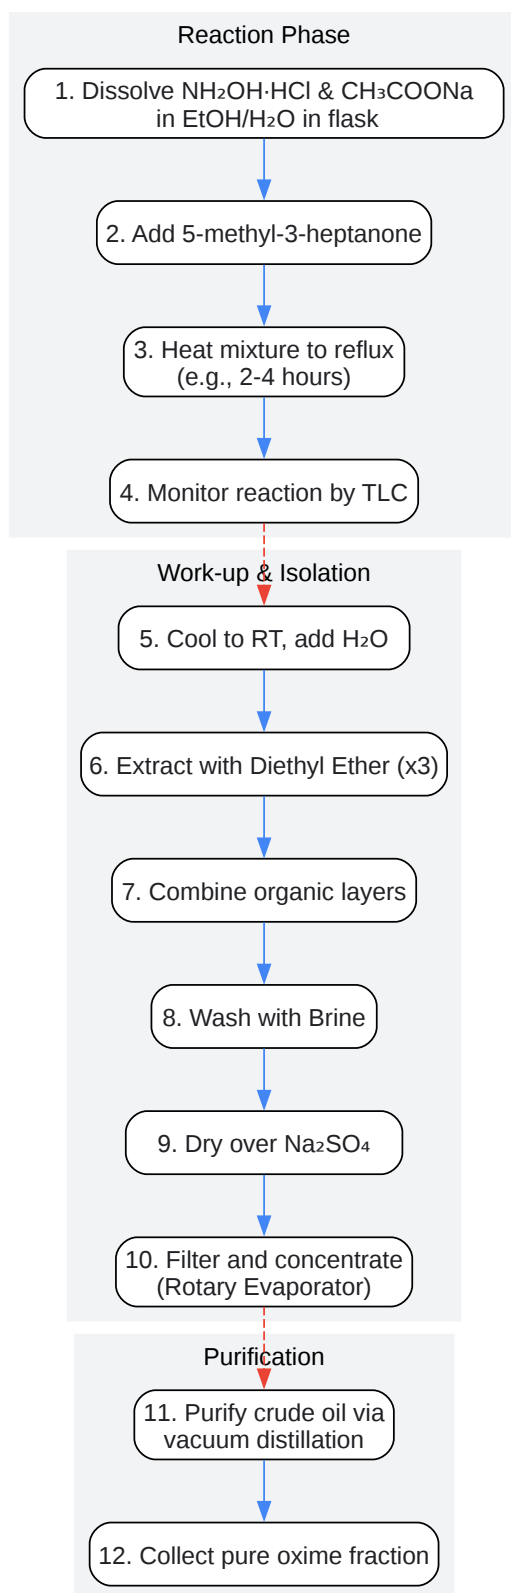 Reaction Phase
1. Dissolve NH₂OH·HCl & CH₃COONa
in EtOH/H₂O in flask
2. Add 5-methyl-3-heptanone
3. Heat mixture to reflux
(e.g., 2-4 hours)
4. Monitor reaction by TLC
Work-up & Isolation
5. Cool to RT, add H₂O
6. Extract with Diethyl Ether (x3)
7. Combine organic layers
8. Wash with Brine
9. Dry over Na₂SO₄
10. Filter and concentrate
(Rotary Evaporator)
Purification
11. Purify crude oil via
vacuum distillation
12. Collect pure oxime fraction